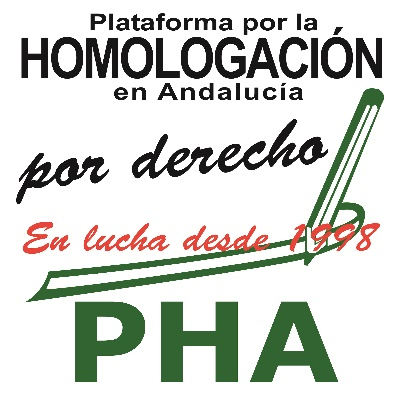 Plataforma por la
HOMOLOGACIÓN
en Andalucía
por derecho
En lucha desde 1998
PHA